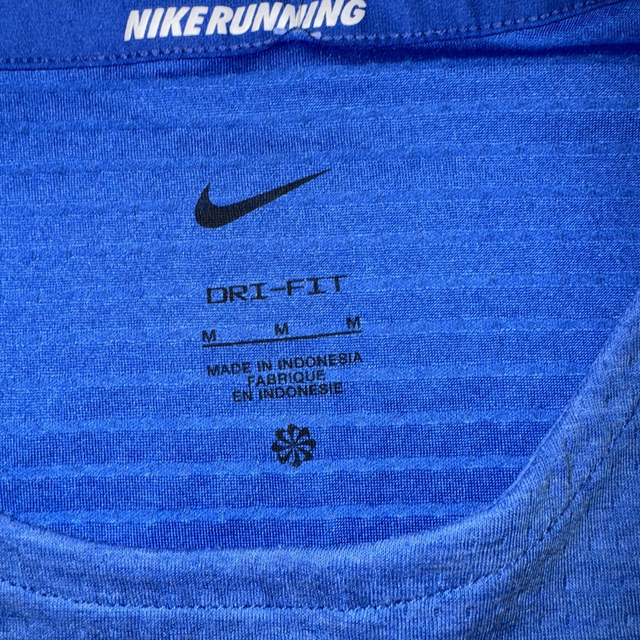 NIKERUNNING
DRI-FIT
M M M
MADE IN INDONESIA
FABRIQUE
EN INDONESIE